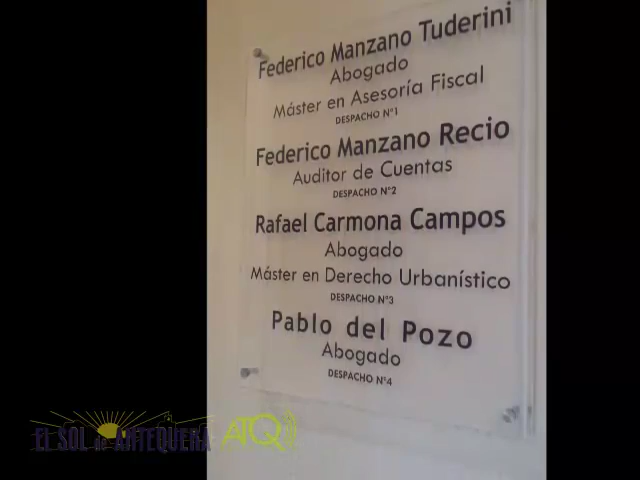 Federico Manzano Tuderini
Abogado
Máster en Asesoría Fiscal
DESPACHO Nº1
Federico Manzano Recio
Auditor de Cuentas
DESPACHO Nº2
Rafael Carmona Campos
Abogado
Máster en Derecho Urbanístico
DESPACHO Nº3
Pablo del Pozo
Abogado
DESPACHO Nº4
EL SOL de ANTEQUERA ATQ